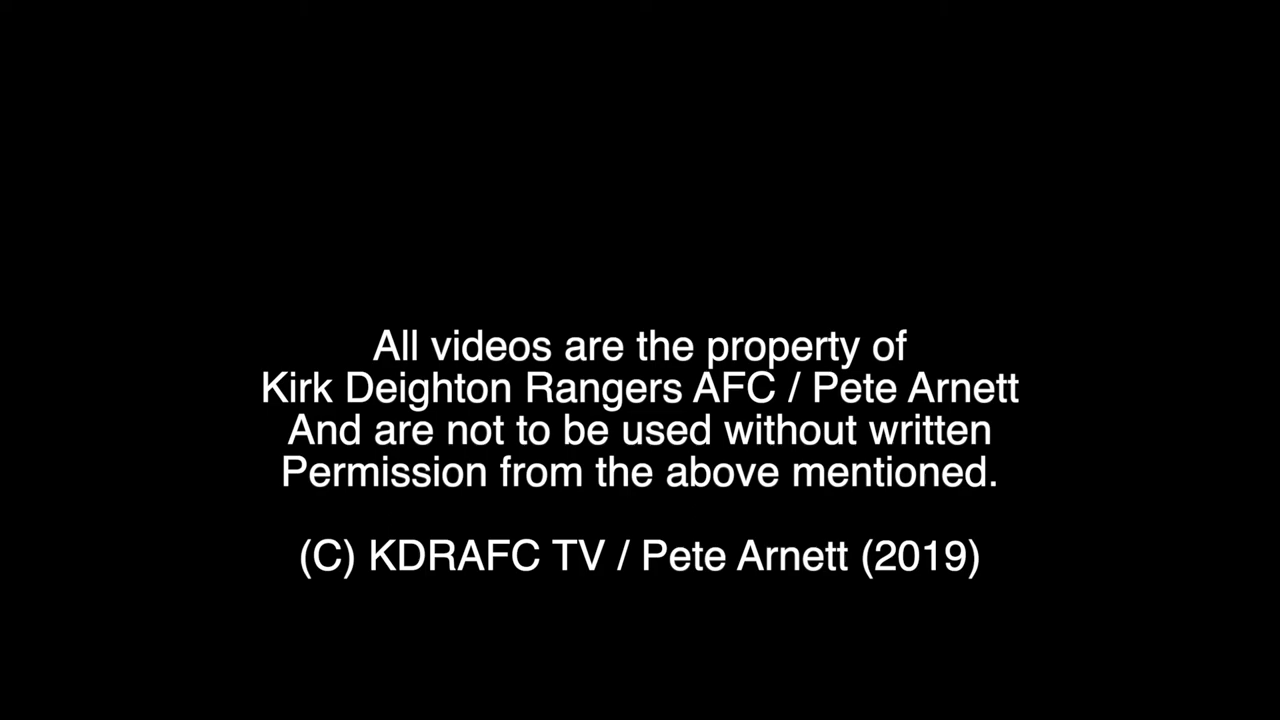 All videos are the property of
Kirk Deighton Rangers AFC / Pete Arnett
And are not to be used without written
Permission from the above mentioned.
(C) KDRAFC TV / Pete Arnett (2019)